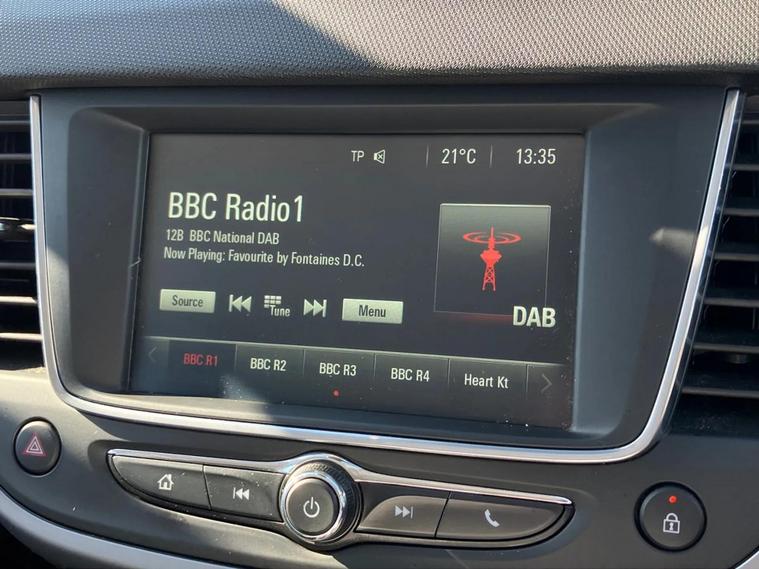 TP 21°C 13:35
BBC Radio1
12B BBC National DAB
Now Playing: Favourite by Fontaines D.C.
DAB
Source Tune Menu
BBC R1 BBC R2 BBC R3 BBC R4 Heart Kt